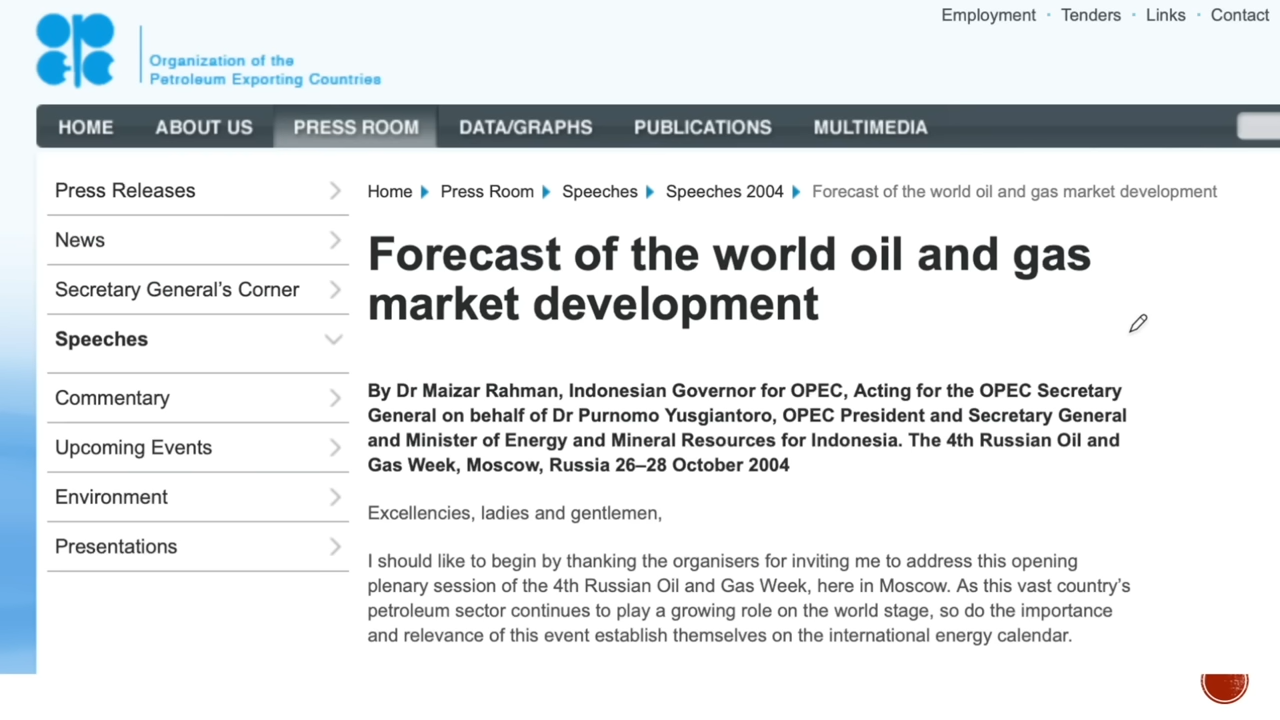 Employment • Tenders • Links • Contact
OPEC
Organization of the
Petroleum Exporting Countries
HOME ABOUT US PRESS ROOM DATA/GRAPHS PUBLICATIONS MULTIMEDIA
Press Releases
News
Secretary General's Corner
Speeches
Commentary
Upcoming Events
Environment
Presentations
Home Press Room Speeches Speeches 2004 Forecast of the world oil and gas market development
Forecast of the world oil and gas
market development
By Dr Maizar Rahman, Indonesian Governor for OPEC, Acting for the OPEC Secretary
General on behalf of Dr Purnomo Yusgiantoro, OPEC President and Secretary General
and Minister of Energy and Mineral Resources for Indonesia. The 4th Russian Oil and
Gas Week, Moscow, Russia 26–28 October 2004
Excellencies, ladies and gentlemen,
I should like to begin by thanking the organisers for inviting me to address this opening
plenary session of the 4th Russian Oil and Gas Week, here in Moscow. As this vast country's
petroleum sector continues to play a growing role on the world stage, so do the importance
and relevance of this event establish themselves on the international energy calendar.